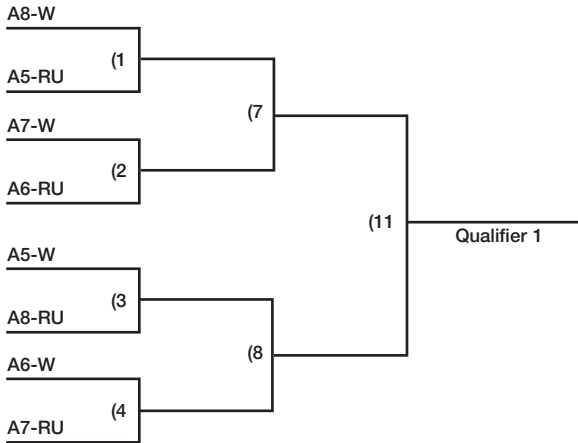 A8-W
(1
A5-RU
(7
A7-W
(2
A6-RU
(11
Qualifier 1
A5-W
(3
A8-RU
(8
A6-W
(4
A7-RU